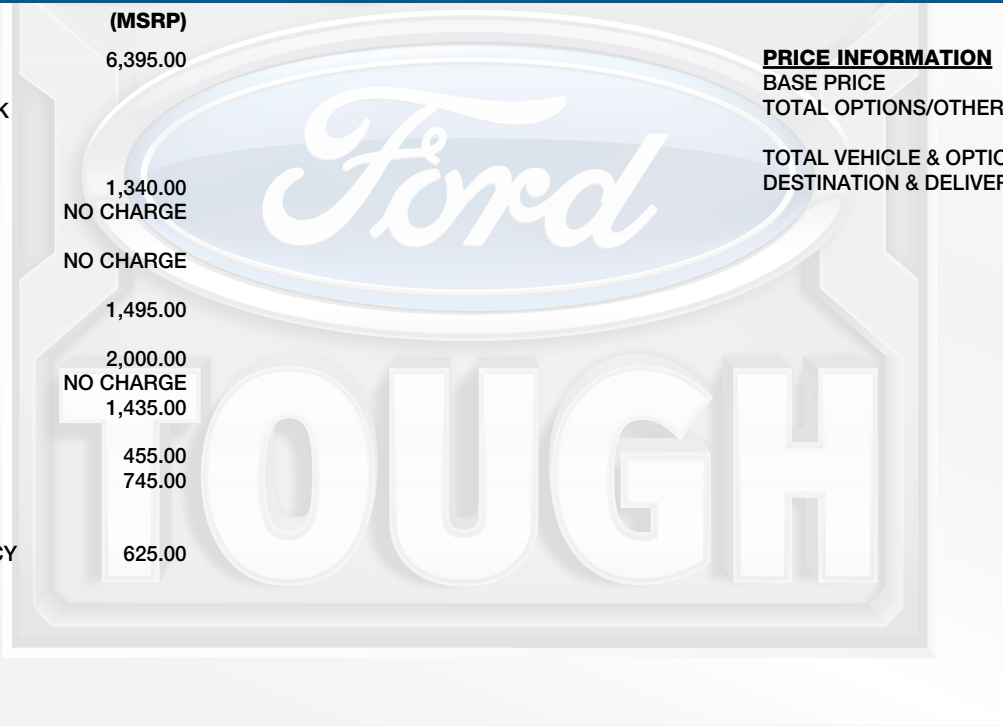 (MSRP)
6,395.00
K
1,340.00
NO CHARGE
NO CHARGE
1,495.00
2,000.00
NO CHARGE
1,435.00
455.00
745.00
CY
625.00
PRICE INFORMATION
BASE PRICE
TOTAL OPTIONS/OTHER
TOTAL VEHICLE & OPTIO
DESTINATION & DELIVER
Ford
TOUGH